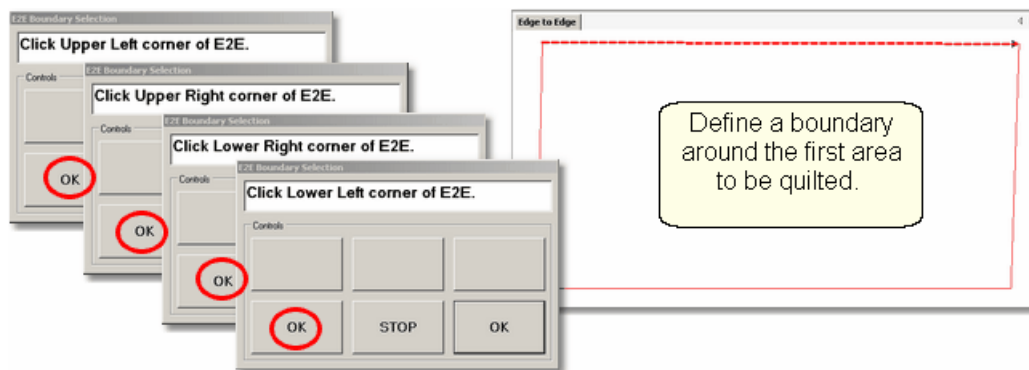 E2E Boundary Selection
Click Upper Left corner of E2E.
Controls
OK
E2E Boundary Selection
Click Upper Right corner of E2E.
Controls
OK
E2E Boundary Selection
Click Lower Right corner of E2E.
Controls
OK
E2E Boundary Selection
Click Lower Left corner of E2E.
Controls
OK STOP OK
Edge to Edge
Define a boundary
around the first area
to be quilted.